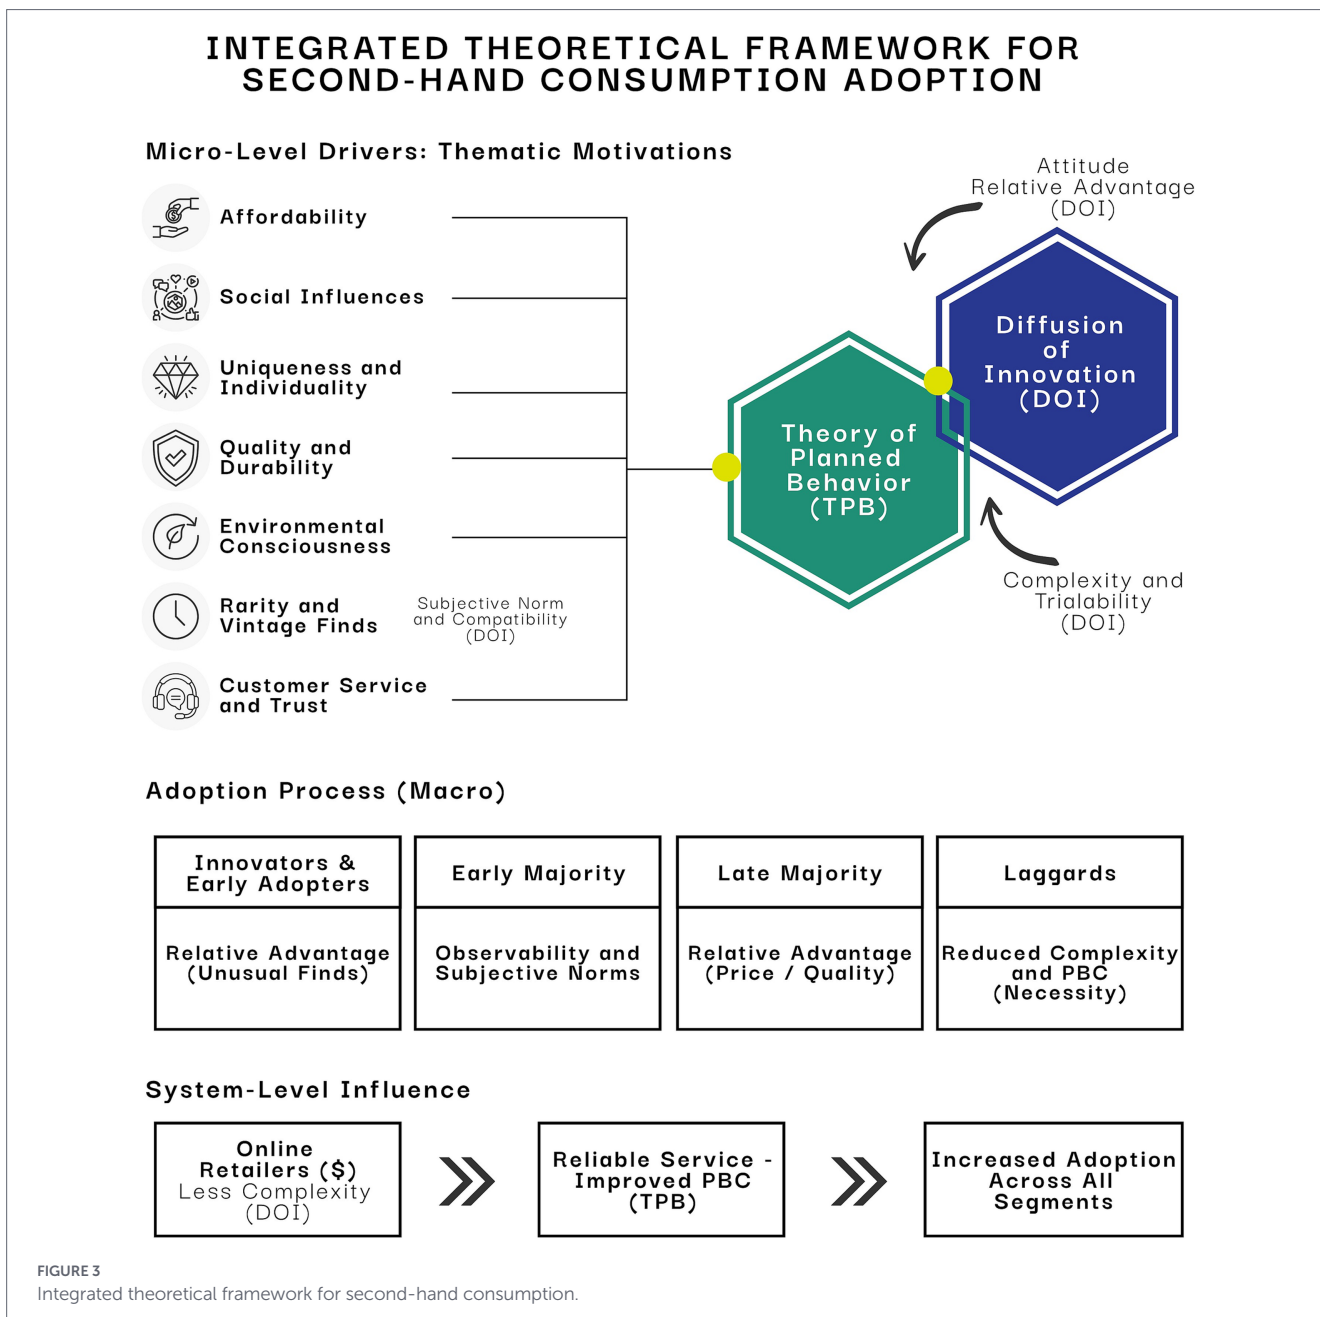 INTEGRATED THEORETICAL FRAMEWORK FOR
SECOND-HAND CONSUMPTION ADOPTION
Micro-Level Drivers: Thematic Motivations
Affordability
Social Influences
Uniqueness and
Individuality
Quality and
Durability
Environmental
Consciousness
Rarity and
Vintage Finds
Subjective Norm
and Compatibility
(DOI)
Customer Service
and Trust
Attitude
Relative Advantage
(DOI)
Diffusion
of
Innovation
(DOI)
Theory of
Planned
Behavior
(TPB)
Complexity and
Trialability
(DOI)
Adoption Process (Macro)
Innovators &
Early Adopters
Relative Advantage
(Unusual Finds)
Early Majority
Observability and
Subjective Norms
Late Majority
Relative Advantage
(Price / Quality)
Laggards
Reduced Complexity
and PBC
(Necessity)
System-Level Influence
Online
Retailers ($)
Less Complexity
(DOI)
Reliable Service -
Improved PBC
(TPB)
Increased Adoption
Across All
Segments
FIGURE 3
Integrated theoretical framework for second-hand consumption.